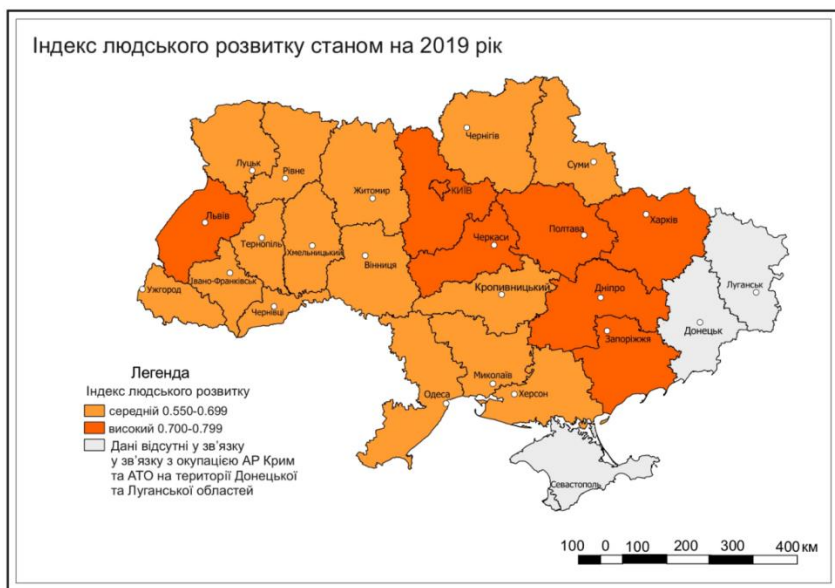 Індекс людського розвитку станом на 2019 рік
Чернігів
Луцьк
Рівне
Суми
Житомир
КИЇВ
Львів
Харків
Тернопіль
Хмельницький
Черкаси
Полтава
Вінниця
Івано-Франківськ
Ужгород
Чернівці
Кропивницький
Дніпро
Луганськ
Донецьк
Запоріжжя
Миколаїв
Одеса
Херсон
Севастополь
Легенда
Індекс людського розвитку
середній 0.550-0.699
високий 0.700-0.799
Дані відсутні у зв’язку
у зв’язку з окупацією АР Крим
та АТО на території Донецької
та Луганської областей
100 0 100 200 300 400 км